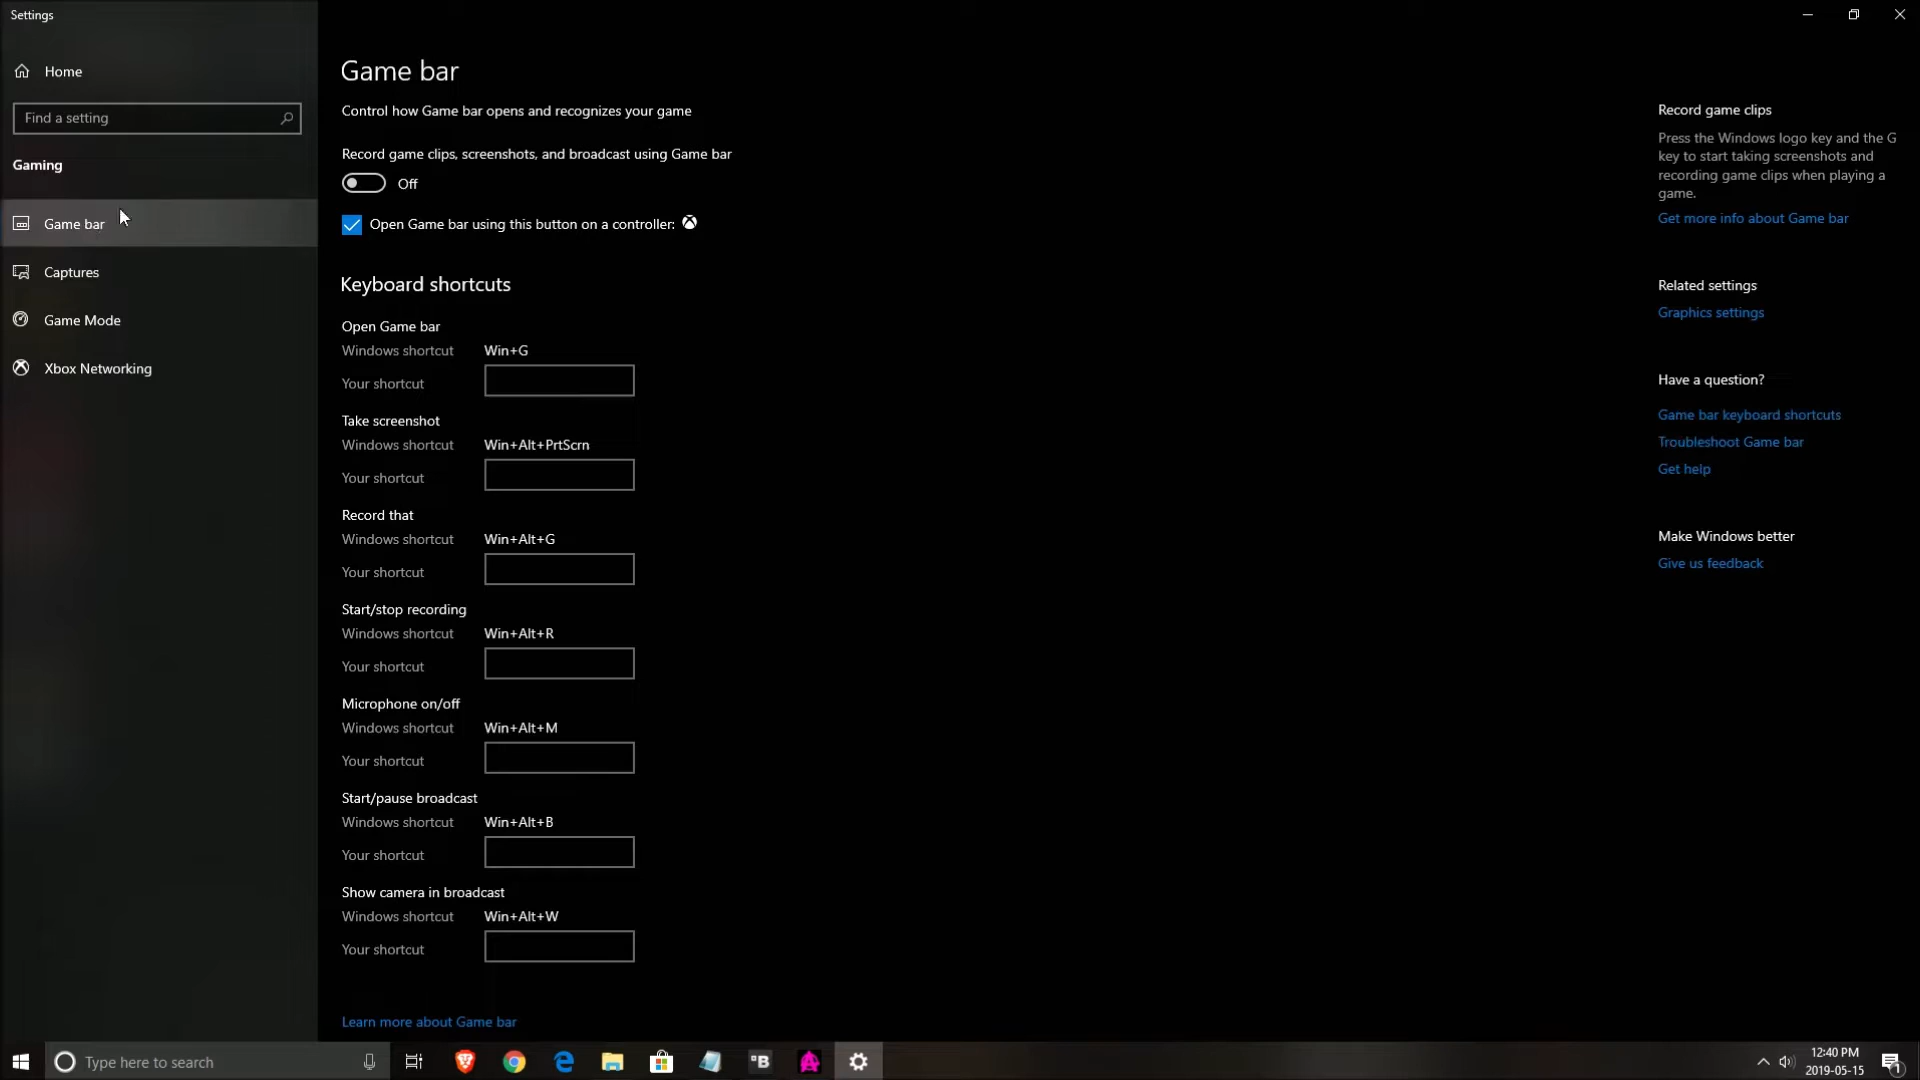 Settings
Home
Find a setting
Gaming
Game bar
Captures
Game Mode
Xbox Networking
Game bar
Control how Game bar opens and recognizes your game
Record game clips, screenshots, and broadcast using Game bar
Off
Open Game bar using this button on a controller:
Keyboard shortcuts
Open Game bar
Windows shortcut Win+G
Your shortcut
Take screenshot
Windows shortcut Win+Alt+PrtScrn
Your shortcut
Record that
Windows shortcut Win+Alt+G
Your shortcut
Start/stop recording
Windows shortcut Win+Alt+R
Your shortcut
Microphone on/off
Windows shortcut Win+Alt+M
Your shortcut
Start/pause broadcast
Windows shortcut Win+Alt+B
Your shortcut
Show camera in broadcast
Windows shortcut Win+Alt+W
Your shortcut
Learn more about Game bar
Record game clips
Press the Windows logo key and the G
key to start taking screenshots and
recording game clips when playing a
game.
Get more info about Game bar
Related settings
Graphics settings
Have a question?
Game bar keyboard shortcuts
Troubleshoot Game bar
Get help
Make Windows better
Give us feedback
Type here to search
B
12:40 PM
2019-05-15
1